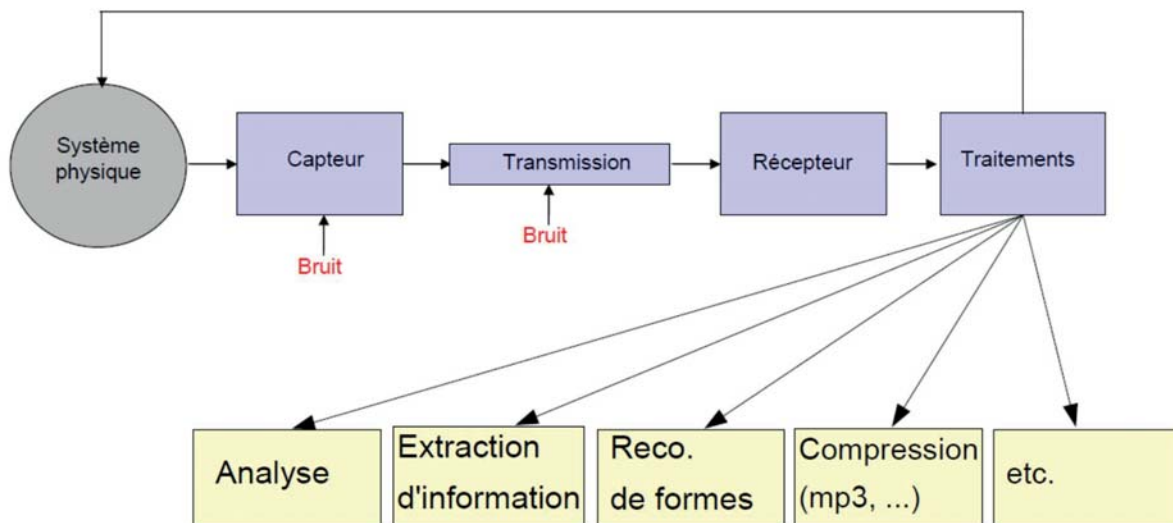 Système
physique
Capteur
Transmission
Récepteur
Traitements
Bruit
Bruit
Analyse
Extraction
d'information
Reco.
de formes
Compression
(mp3, ...)
etc.